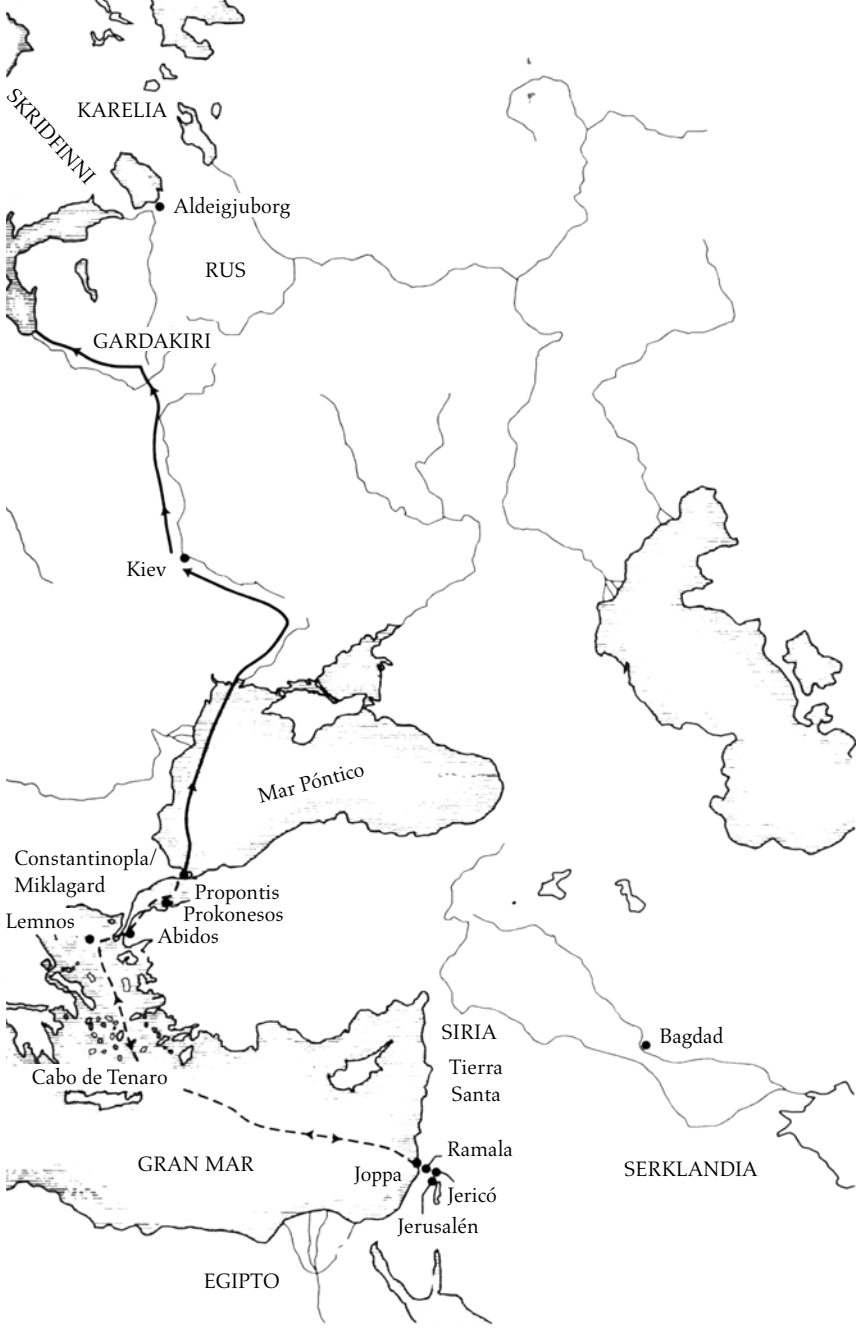 KARELIA
SKRIDFINNI
Aldeigjuborg
RUS
GARDAKIRI
Kiev
Mar Póntico
Constantinopla/
Miklagard
Propontis
Prokonesos
Lemnos
Abidos
SIRIA
Bagdad
Tierra
Santa
Cabo de Tenaro
Ramala
GRAN MAR
Joppa
SERKLANDIA
Jericó
Jerusalén
EGIPTO